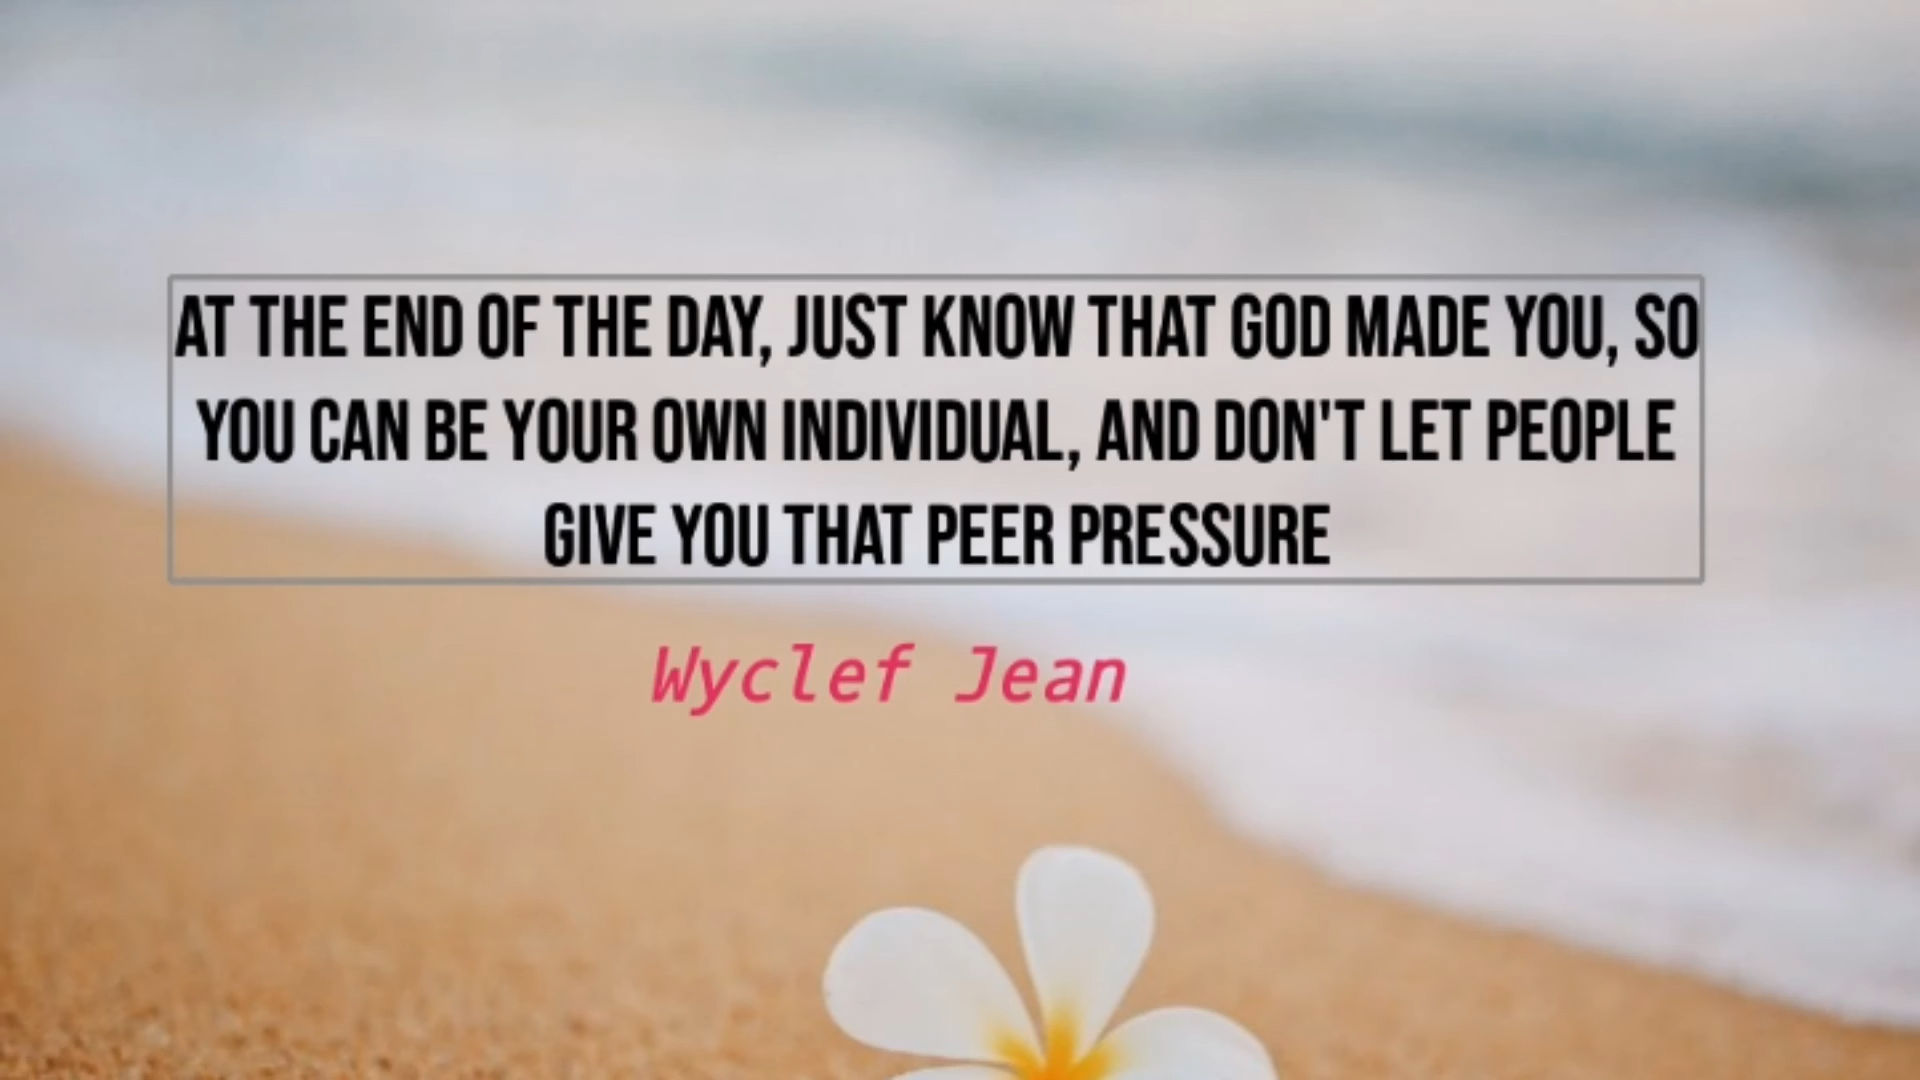 AT THE END OF THE DAY, JUST KNOW THAT GOD MADE YOU, SO
YOU CAN BE YOUR OWN INDIVIDUAL, AND DON'T LET PEOPLE
GIVE YOU THAT PEER PRESSURE
Wyclef Jean